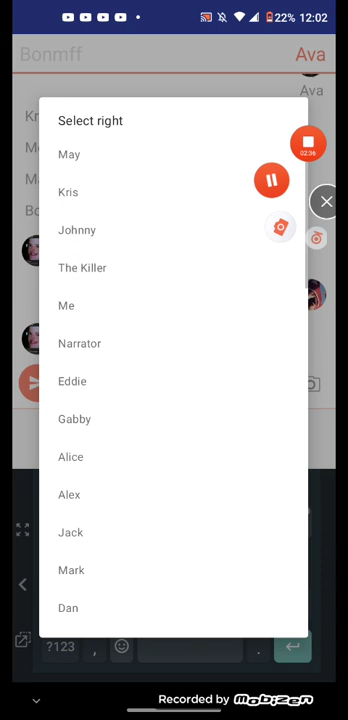 22% 12:02
Bonmff Ava
Ava
Select right
02:36
May
Kris
Johnny
The Killer
Me
Narrator
Eddie
Gabby
Alice
Alex
Jack
Mark
Dan
?123 , .
Recorded by MOBIZEN